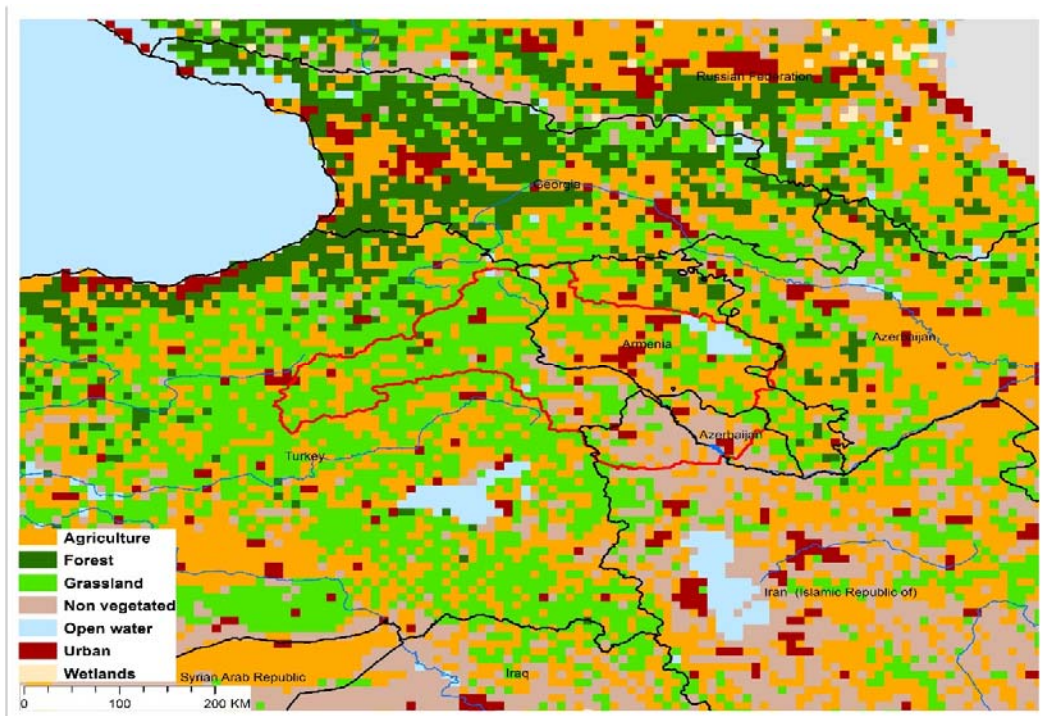 Russian Federation
Georgia
Azerbaijan
Armenia
Azerbaijan
Turkey
Iran (Islamic Republic of)
Iraq
Syrian Arab Republic
Agriculture
Forest
Grassland
Non vegetated
Open water
Urban
Wetlands
0 100 200 KM